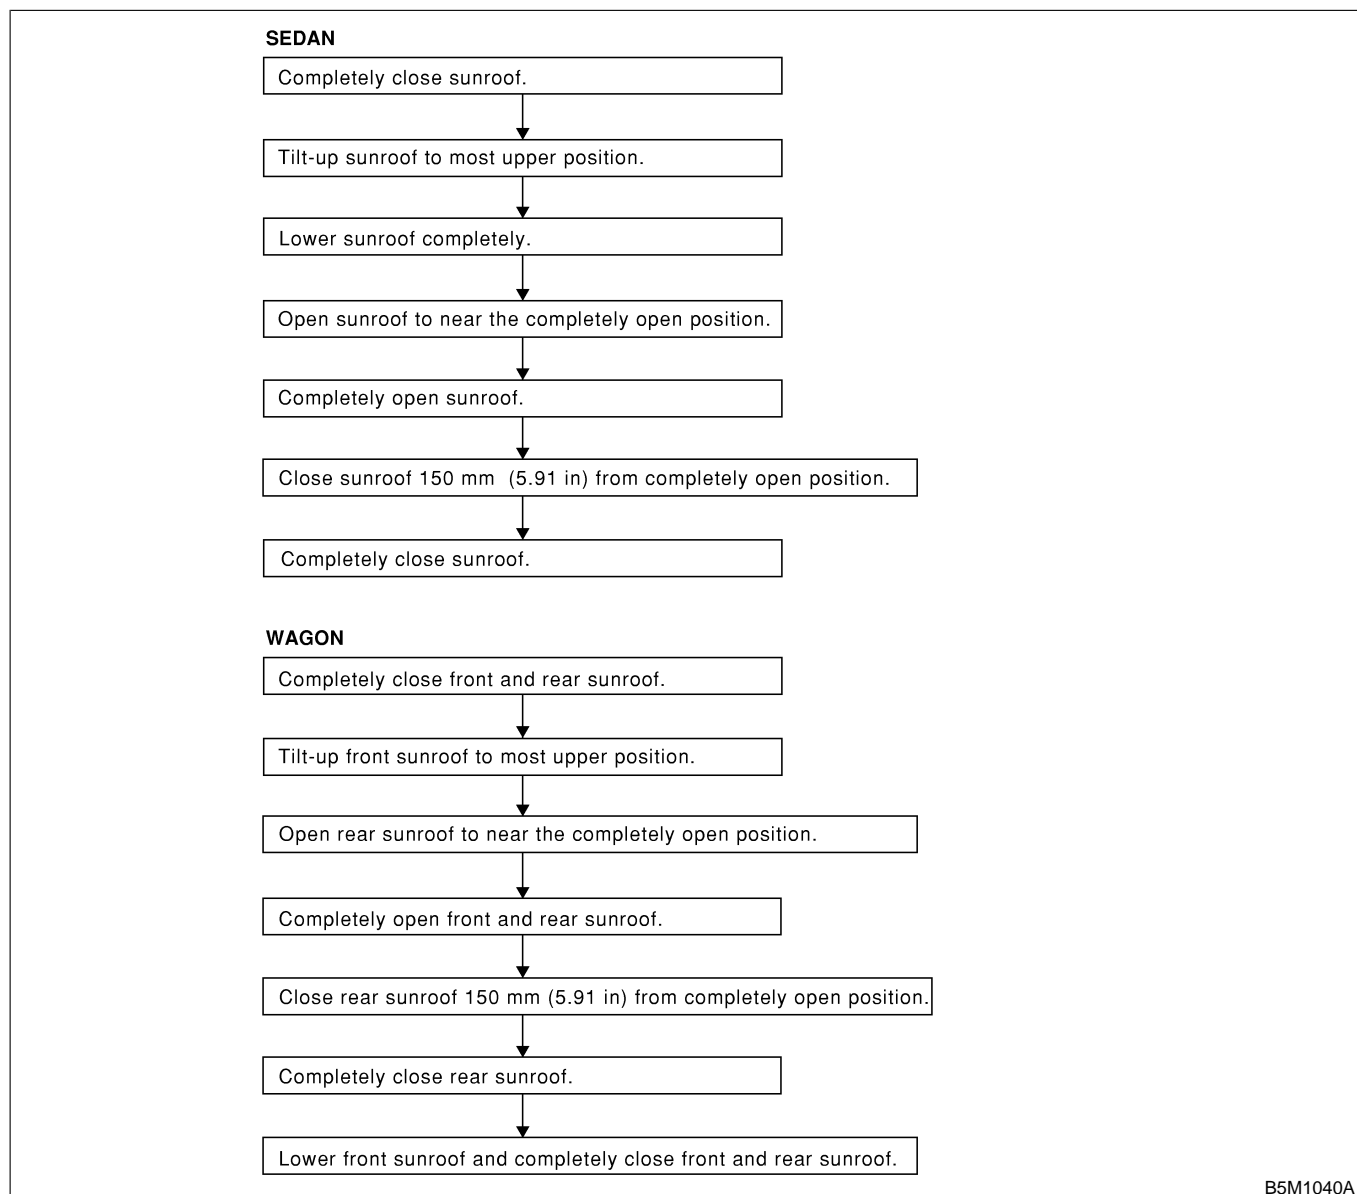 SEDAN
Completely close sunroof.
Tilt-up sunroof to most upper position.
Lower sunroof completely.
Open sunroof to near the completely open position.
Completely open sunroof.
Close sunroof 150 mm (5.91 in) from completely open position.
Completely close sunroof.
WAGON
Completely close front and rear sunroof.
Tilt-up front sunroof to most upper position.
Open rear sunroof to near the completely open position.
Completely open front and rear sunroof.
Close rear sunroof 150 mm (5.91 in) from completely open position.
Completely close rear sunroof.
Lower front sunroof and completely close front and rear sunroof.
B5M1040A